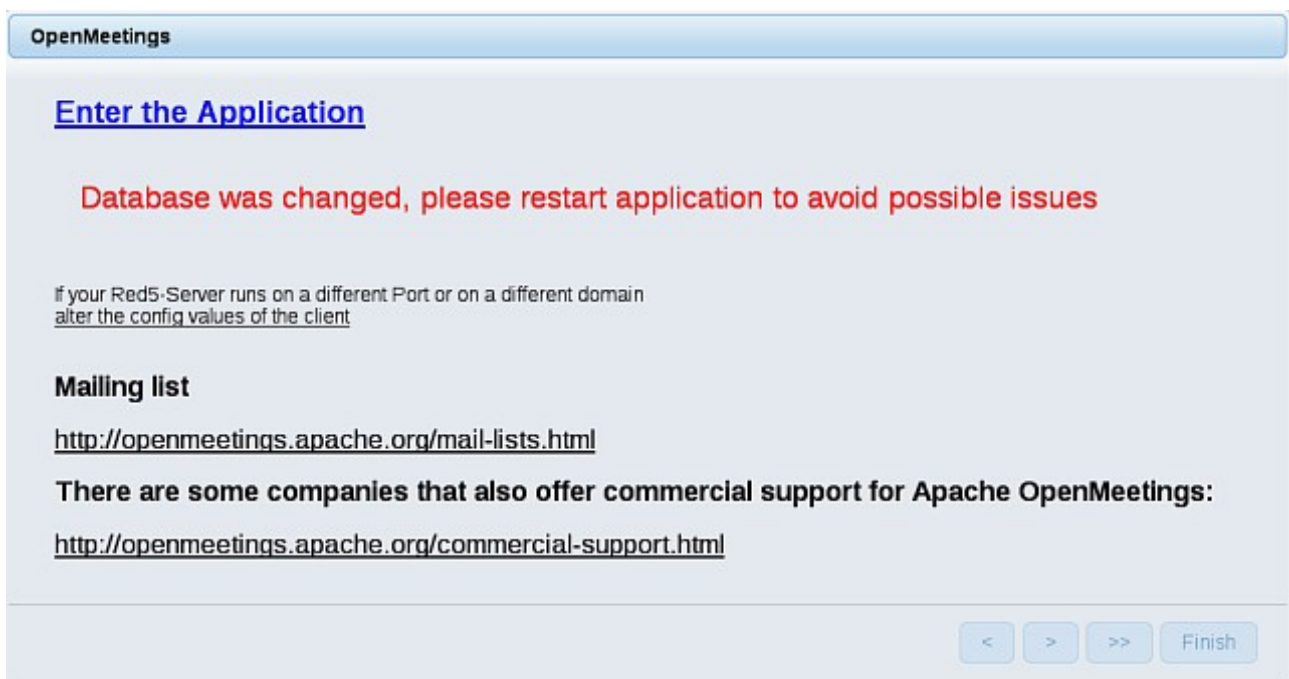 OpenMeetings
Enter the Application
Database was changed, please restart application to avoid possible issues
If your Red5-Server runs on a different Port or on a different domain
alter the config values of the client
Mailing list
http://openmeetings.apache.org/mail-lists.html
There are some companies that also offer commercial support for Apache OpenMeetings:
http://openmeetings.apache.org/commercial-support.html
< > >> Finish